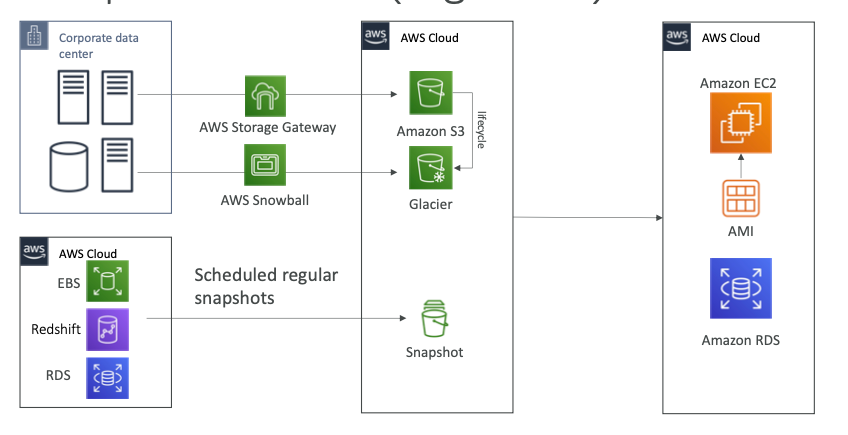 Corporate data
center
AWS Storage Gateway
AWS Snowball
aws
AWS Cloud
EBS
Redshift
RDS
Scheduled regular
snapshots
aws
AWS Cloud
Amazon S3
lifecycle
Glacier
Snapshot
aws
AWS Cloud
Amazon EC2
AMI
Amazon RDS